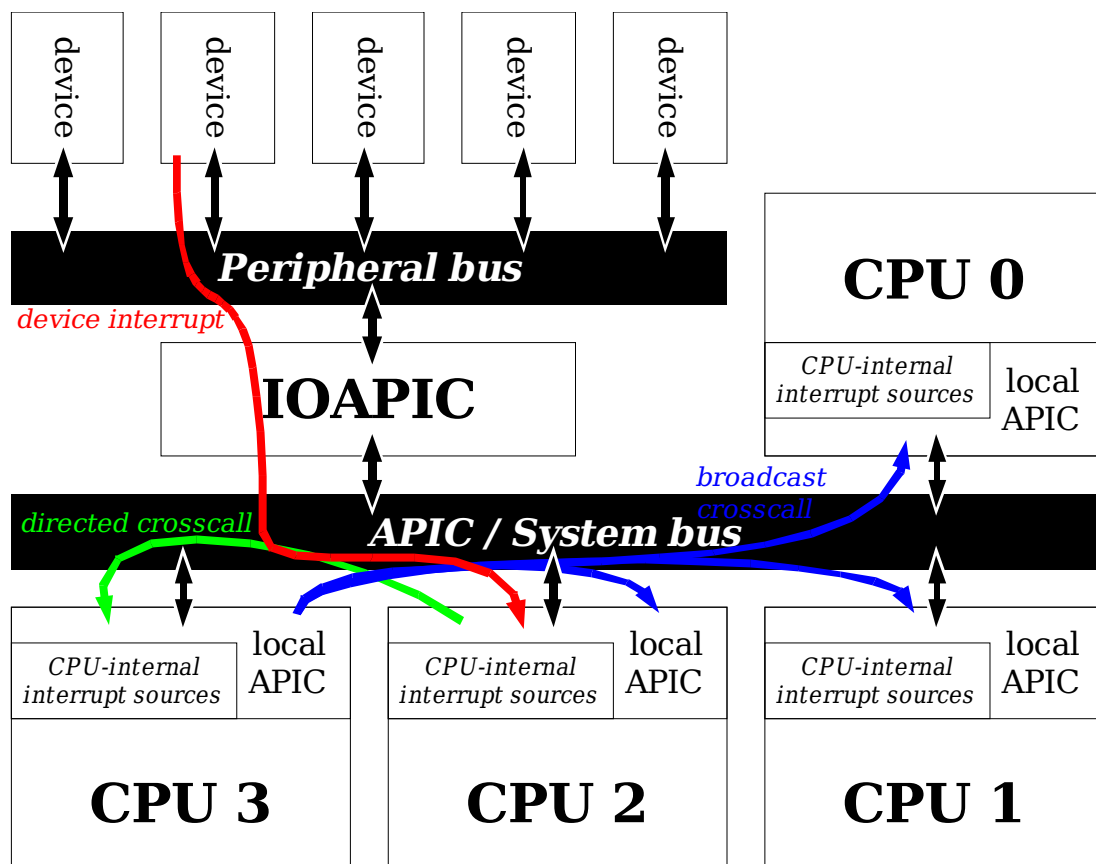 device
device
device
device
device
Peripheral bus
device interrupt
CPU 0
IOAPIC
CPU-internal
interrupt sources
local
APIC
broadcast
crosscall
directed crosscall
APIC / System bus
CPU-internal
interrupt sources
local
APIC
CPU 3
CPU-internal
interrupt sources
local
APIC
CPU 2
CPU-internal
interrupt sources
local
APIC
CPU 1